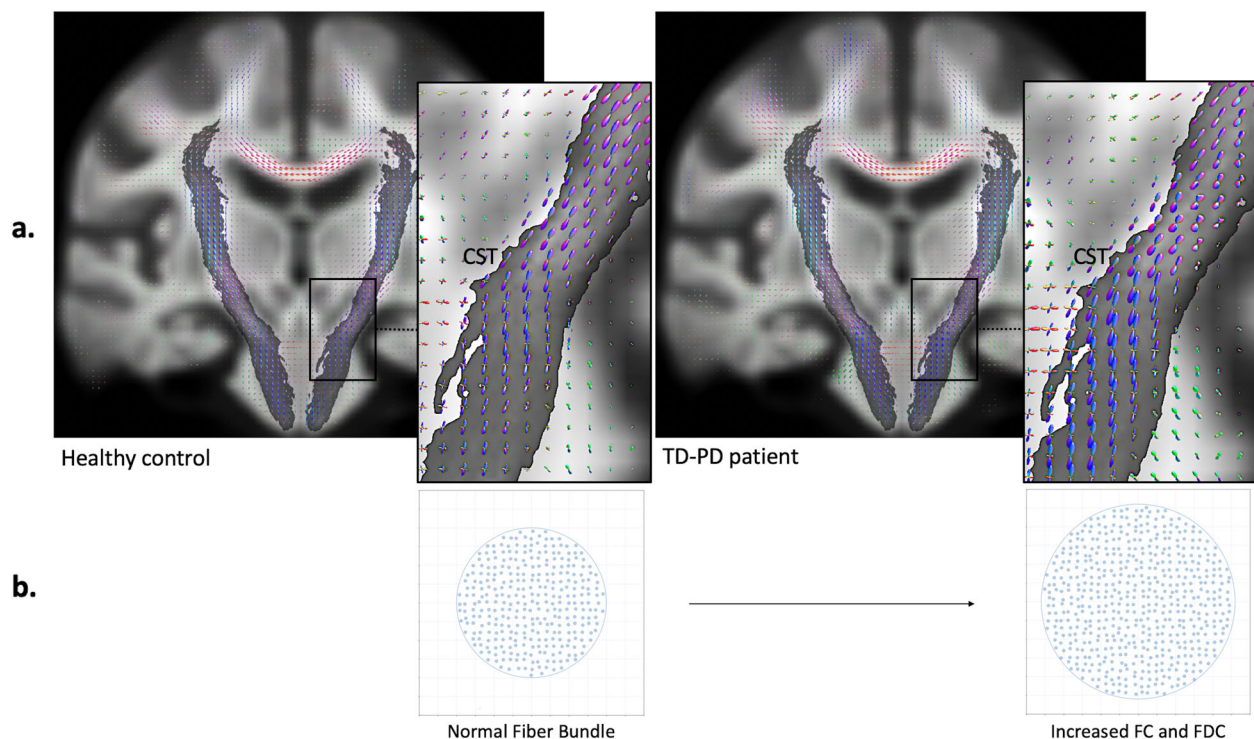 a.
CST
CST
Healthy control
TD-PD patient
b.
Normal Fiber Bundle
Increased FC and FDC